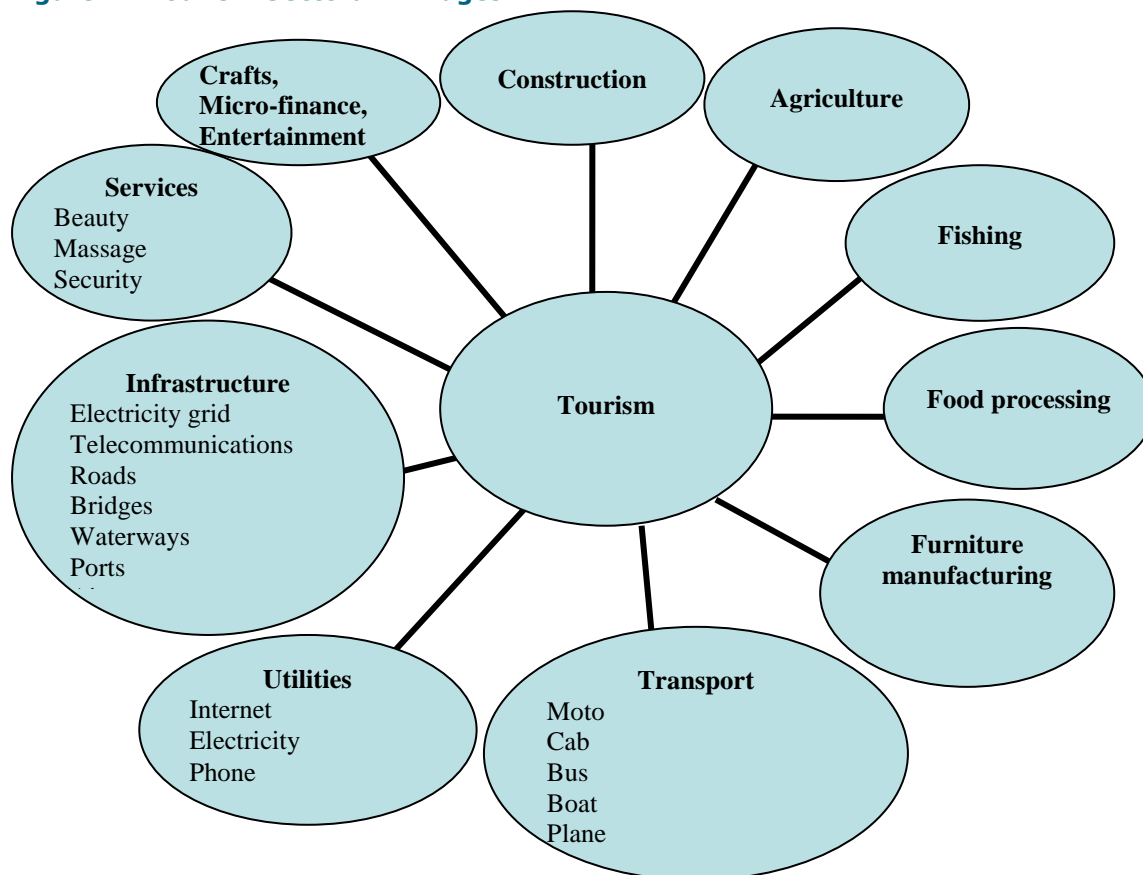 Crafts,
Micro-finance,
Entertainment
Construction
Agriculture
Services
Beauty
Massage
Security
Fishing
Infrastructure
Electricity grid
Telecommunications
Roads
Bridges
Waterways
Ports
Tourism
Food processing
Furniture
manufacturing
Utilities
Internet
Electricity
Phone
Transport
Moto
Cab
Bus
Boat
Plane